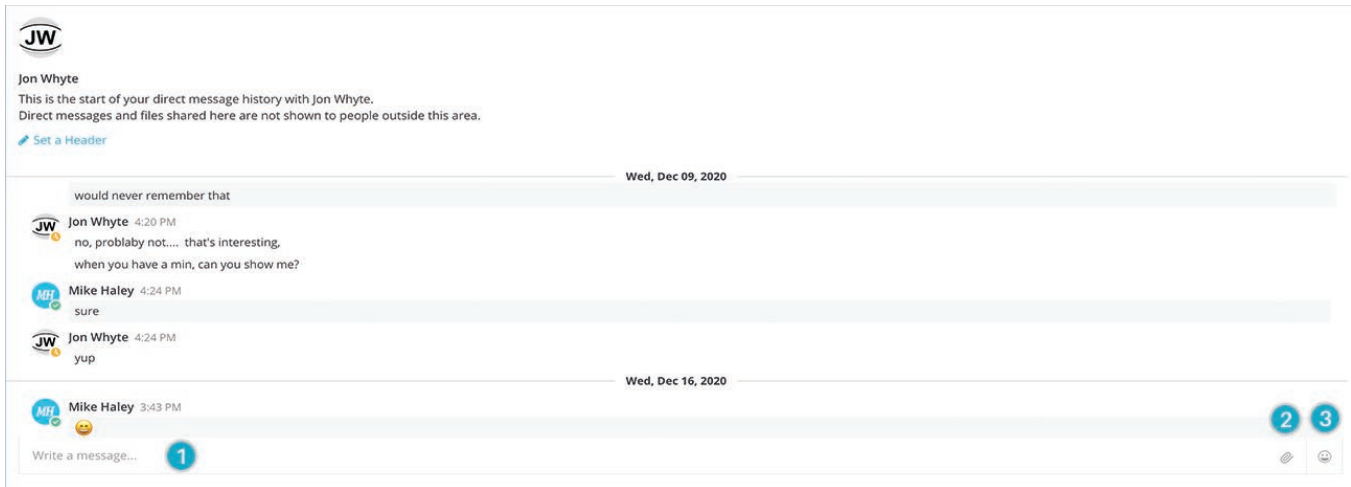 JW
Jon Whyte
This is the start of your direct message history with Jon Whyte.
Direct messages and files shared here are not shown to people outside this area.
Set a Header
Wed, Dec 09, 2020
would never remember that
JW Jon Whyte 4:20 PM
no, problaby not.... that's interesting,
when you have a min, can you show me?
MH Mike Haley 4:24 PM
sure
JW Jon Whyte 4:24 PM
yup
Wed, Dec 16, 2020
MH Mike Haley 3:43 PM
2 3
Write a message... 1